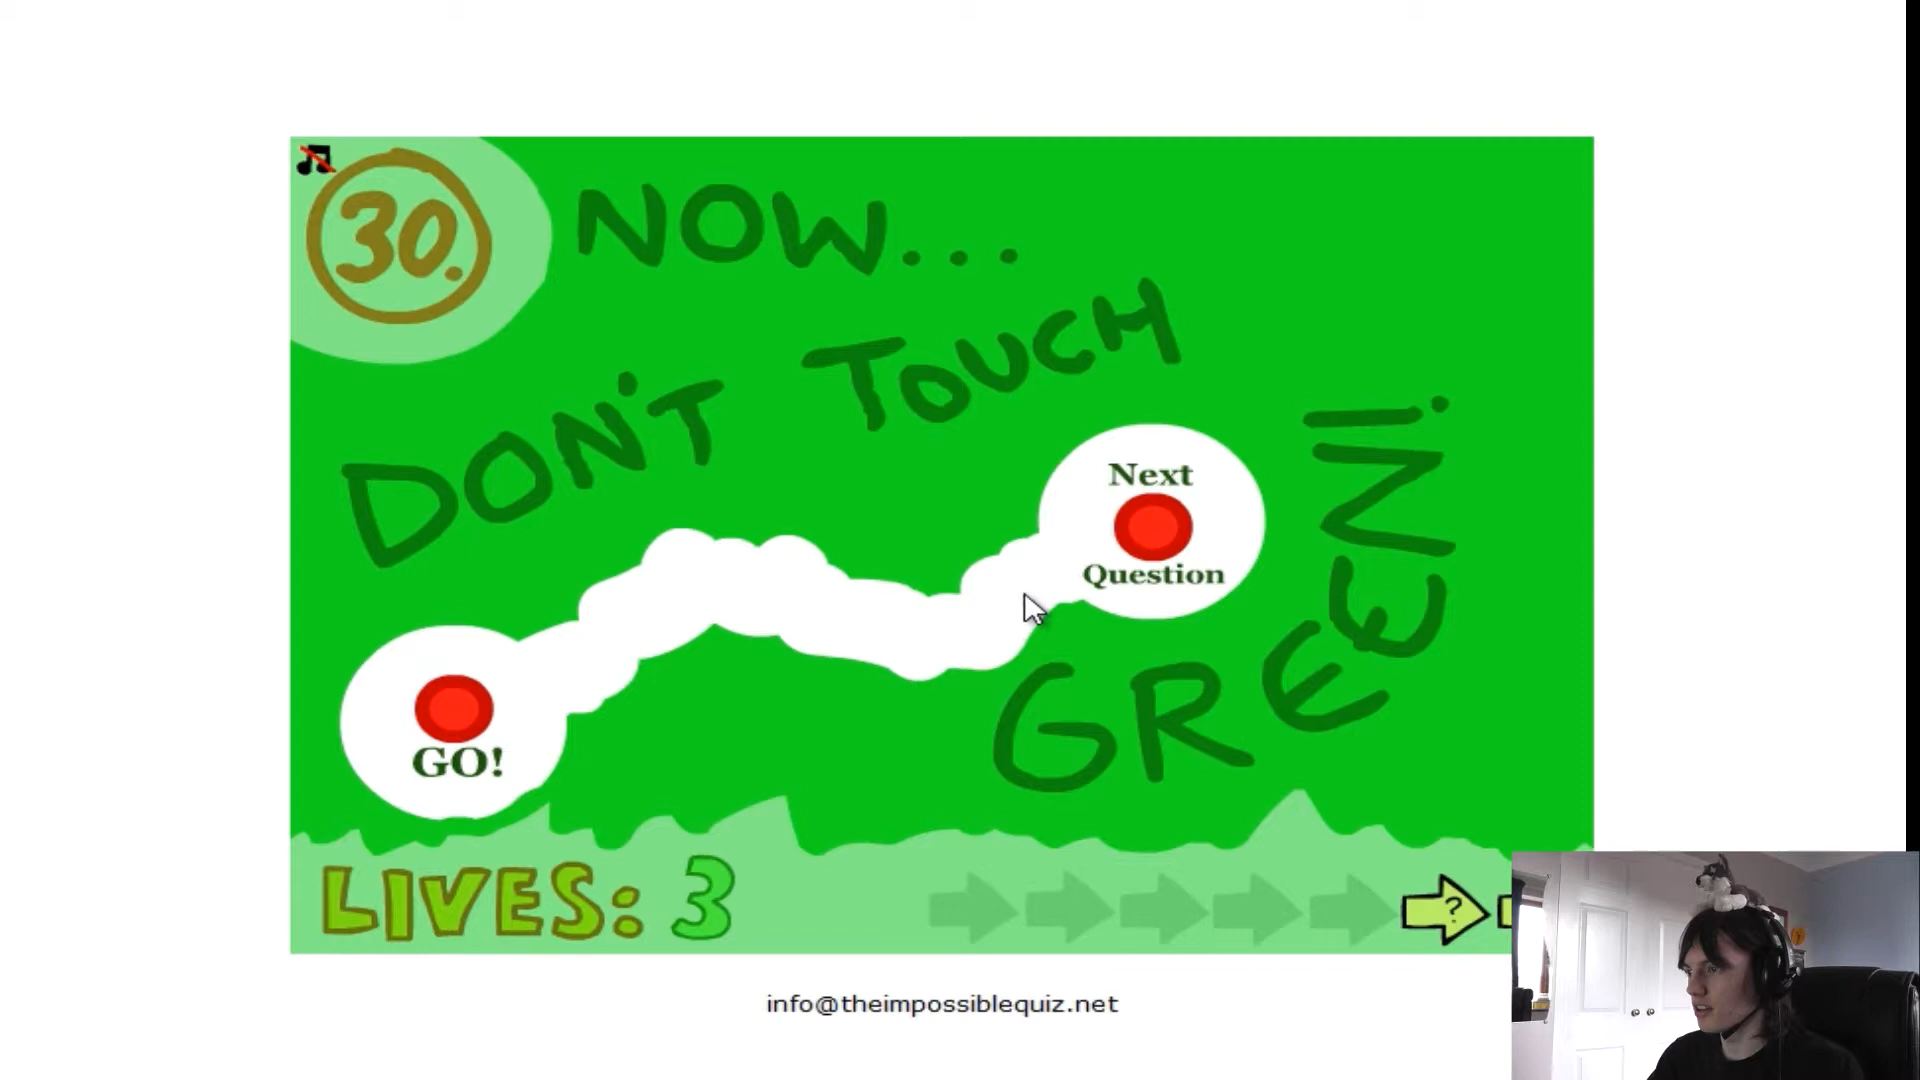 30.
NOW...
DON'T TOUCH
GREEN!
Next
Question
GO!
LIVES: 3
?
info@theimpossiblequiz.net